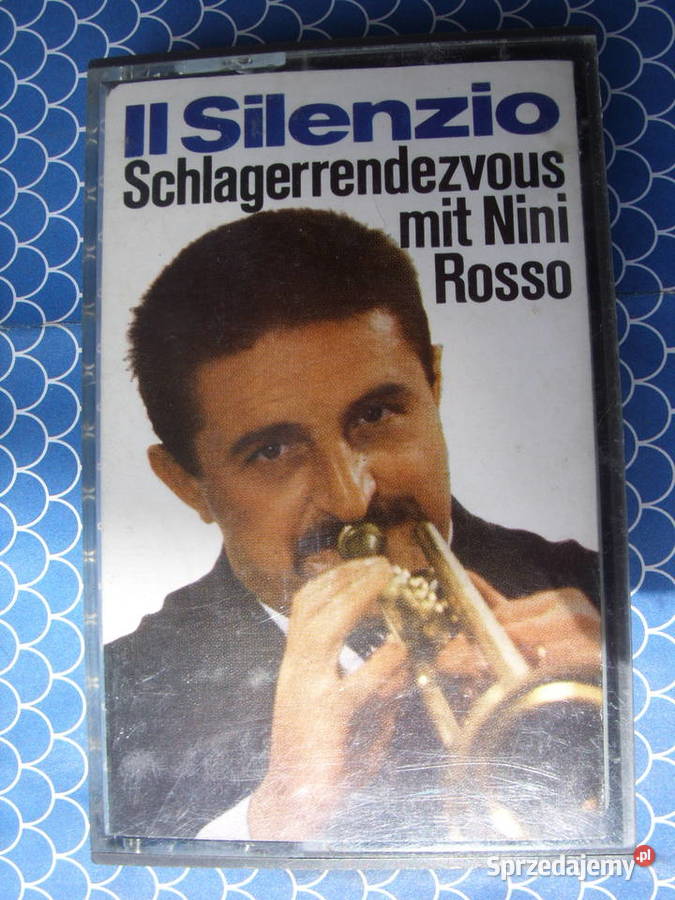 Il Silenzio
Schlagerrendezvous
mit Nini
Rosso
Sprzedajemy.pl